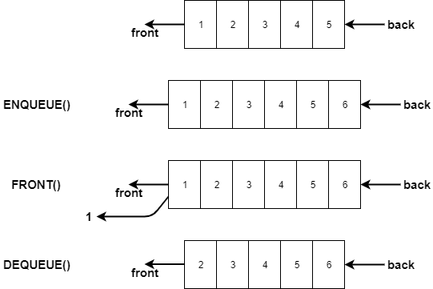 1 2 3 4 5 back
front
ENQUEUE() 1 2 3 4 5 6 back
front
FRONT() 1 2 3 4 5 6 back
front
1
DEQUEUE() 2 3 4 5 6 back
front